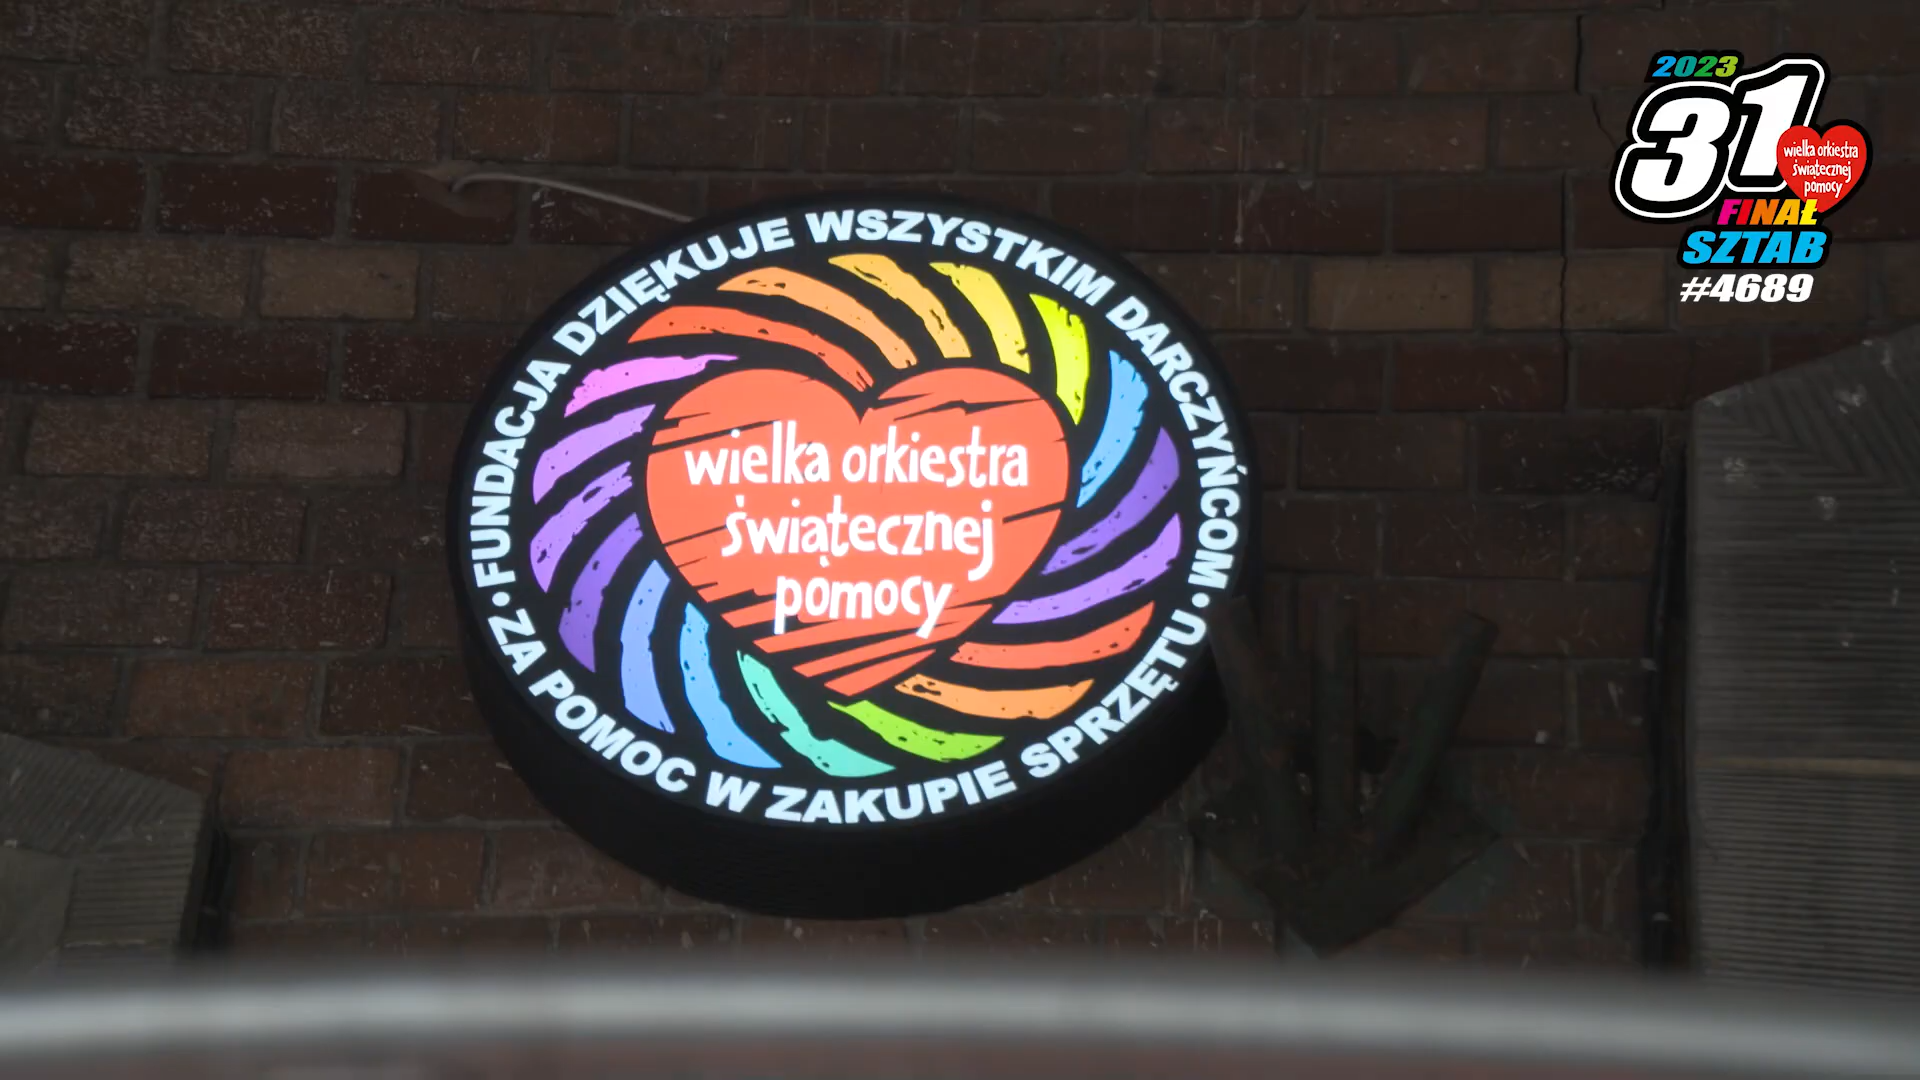 FUNDACJA DZIĘKUJE WSZYSTKIM DARCZYŃCOM •
ZA POMOC W ZAKUPIE SPRZĘTU •
wielka orkiestra
świątecznej
pomocy
2023
31
wielka orkiestra
świątecznej
pomocy
FINAŁ
SZTAB
#4689